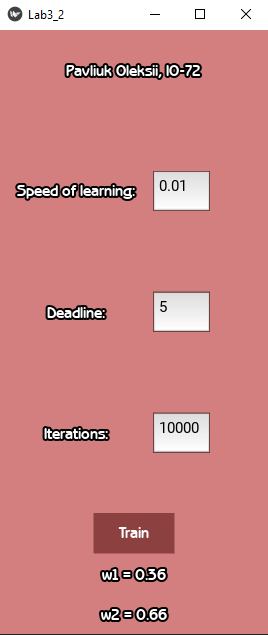 Lab3_2
Pavliuk Oleksii, IO-72
Speed of learning: 0.01
Deadline: 5
Iterations: 10000
Train
w1 = 0.36
w2 = 0.66